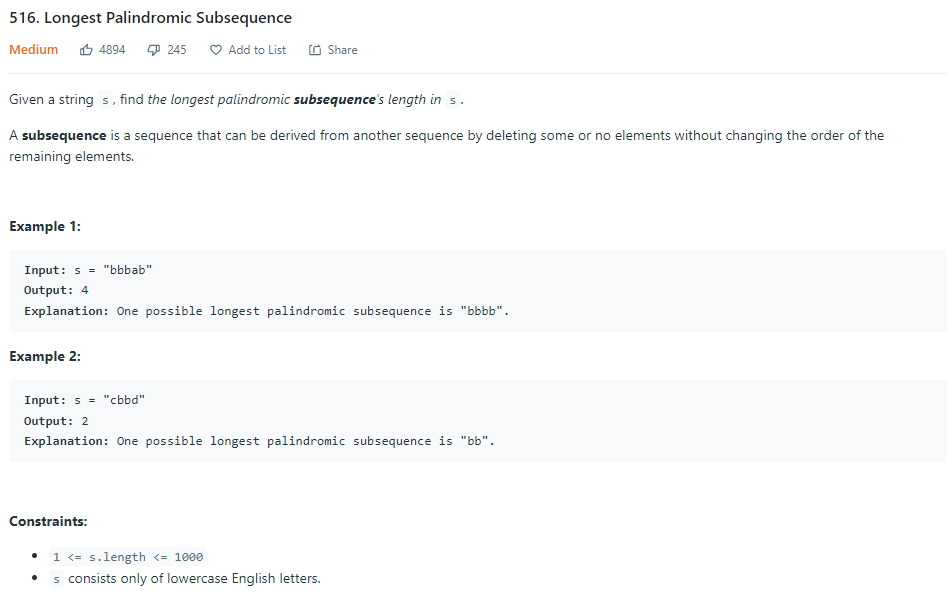 516. Longest Palindromic Subsequence
Medium 4894 245 Add to List Share
Given a string s, find the longest palindromic subsequence's length in s.
A subsequence is a sequence that can be derived from another sequence by deleting some or no elements without changing the order of the
remaining elements.
Example 1:
Input: s = "bbbab"
Output: 4
Explanation: One possible longest palindromic subsequence is "bbbb".
Example 2:
Input: s = "cbbd"
Output: 2
Explanation: One possible longest palindromic subsequence is "bb".
Constraints:
• 1 <= s.length <= 1000
• s consists only of lowercase English letters.